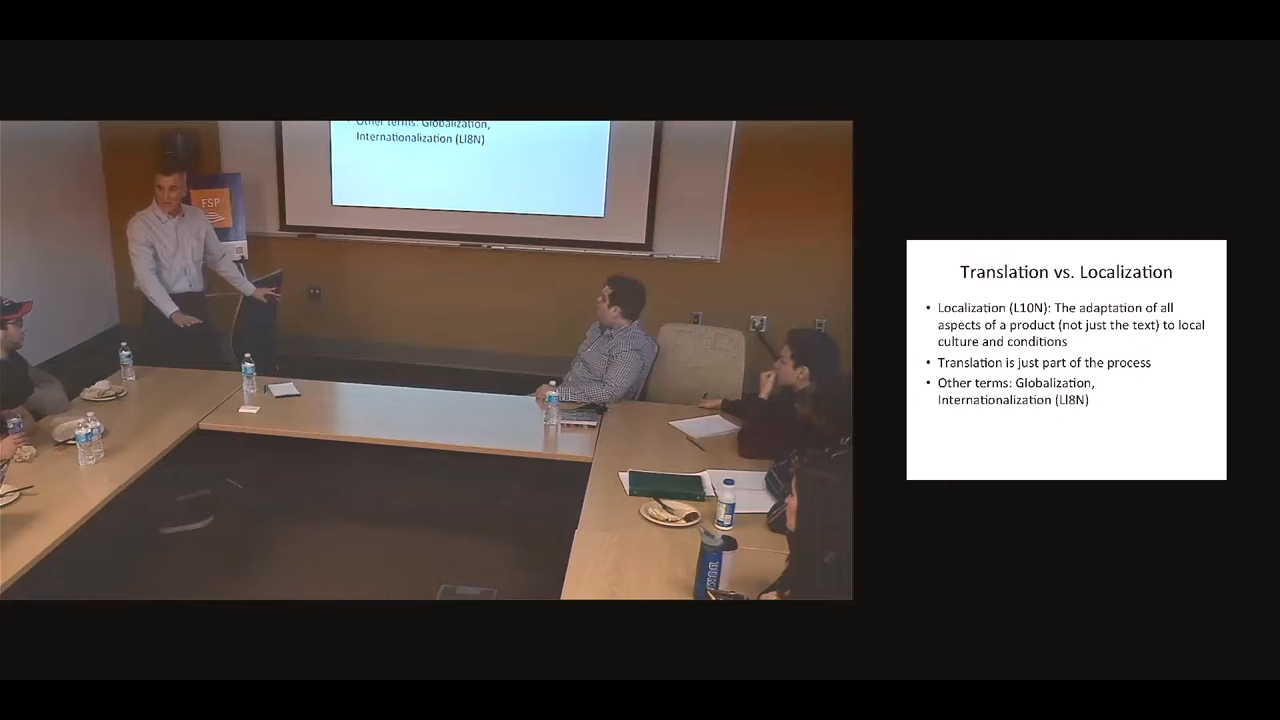 Other terms: Globalization,
Internationalization (LI8N)
FSP
Translation vs. Localization
• Localization (L10N): The adaptation of all
aspects of a product (not just the text) to local
culture and conditions
• Translation is just part of the process
• Other terms: Globalization,
Internationalization (LI8N)